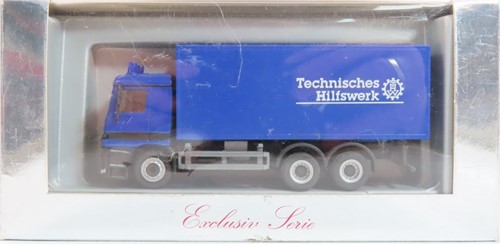 Technisches
Hilfswerk
Exclusiv Serie